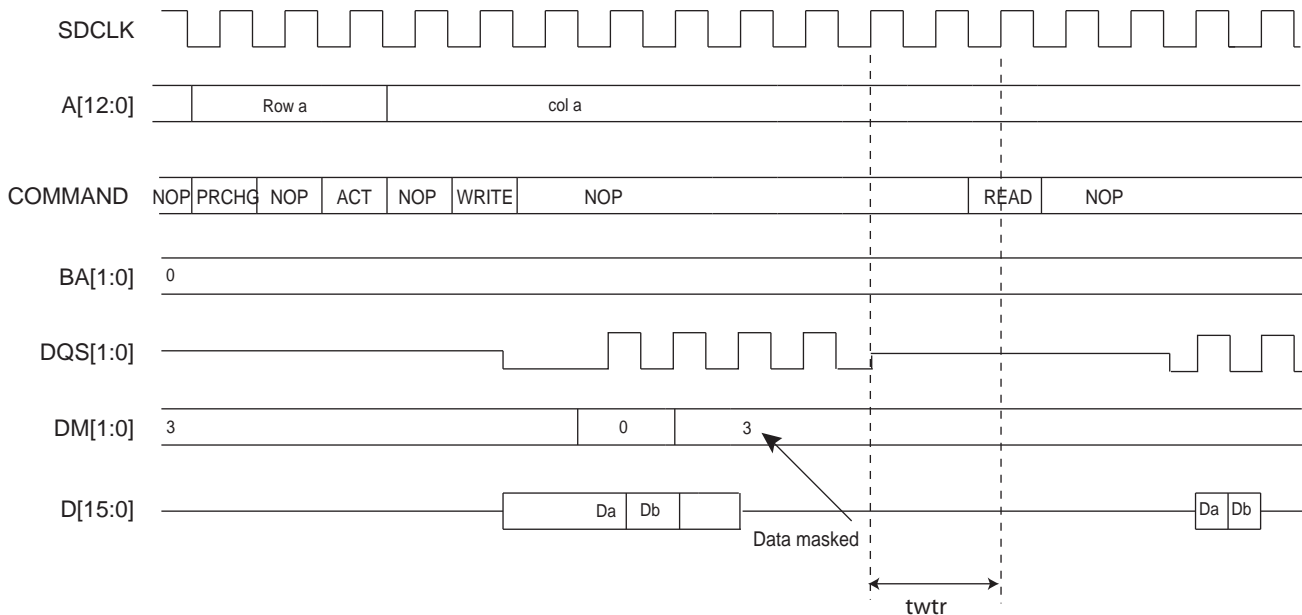 SDCLK
A[12:0] Row a col a
COMMAND NOP PRCHG NOP ACT NOP WRITE NOP READ NOP
BA[1:0] 0
DQS[1:0]
DM[1:0] 3 0 3
D[15:0] Da Db Da Db
Data masked
twtr